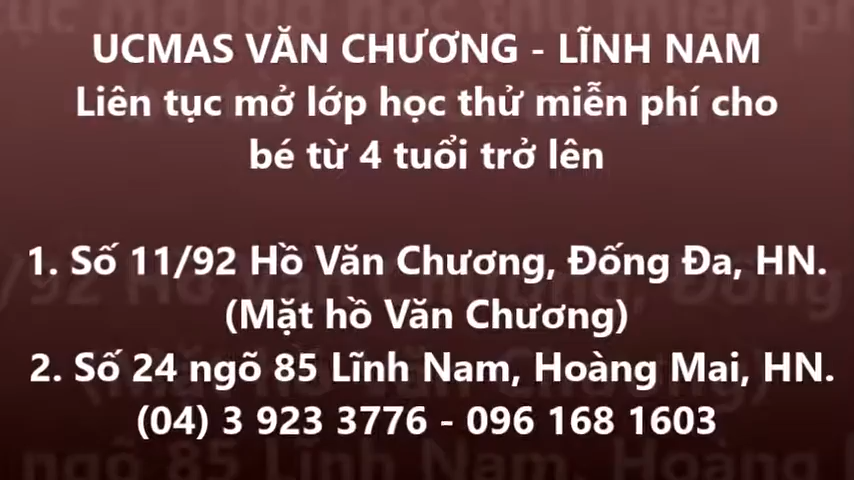 UCMAS VĂN CHƯƠNG - LĨNH NAM
Liên tục mở lớp học thử miễn phí cho
bé từ 4 tuổi trở lên
1. Số 11/92 Hồ Văn Chương, Đống Đa, HN.
(Mặt hồ Văn Chương)
2. Số 24 ngõ 85 Lĩnh Nam, Hoàng Mai, HN.
(04) 3 923 3776 - 096 168 1603